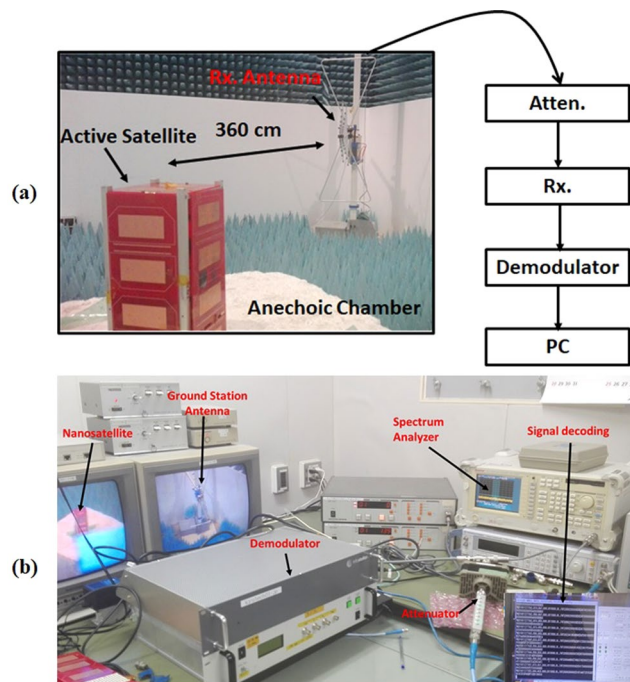 (a)
Rx. Antenna
360 cm
Active Satellite
Anechoic Chamber
Atten.
Rx.
Demodulator
PC
(b)
Ground Station
Antenna
Nanosatellite
Spectrum
Analyzer
Signal decoding
Demodulator
Attenuator